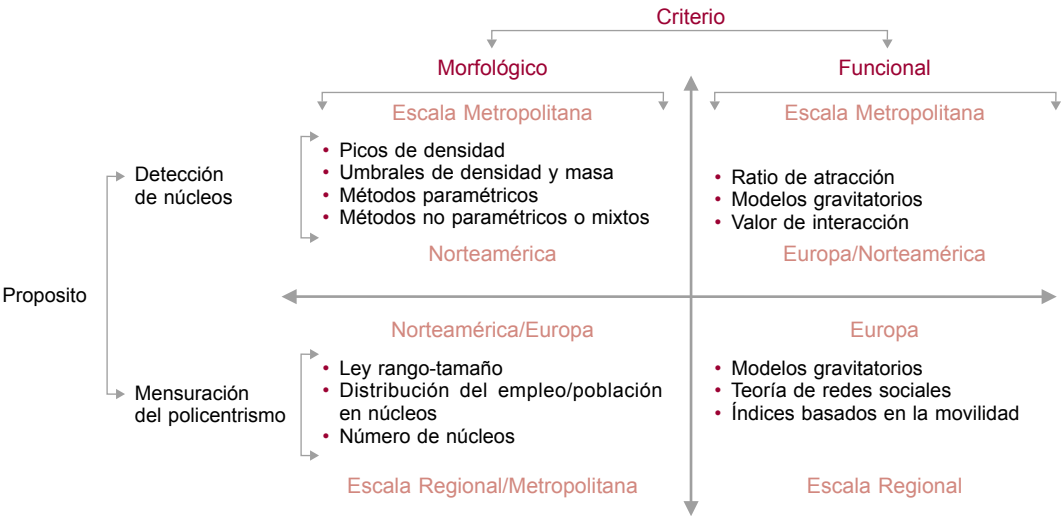 Criterio
Morfológico
Funcional
Escala Metropolitana
Escala Metropolitana
Proposito
Detección
de núcleos
• Picos de densidad
• Umbrales de densidad y masa
• Métodos paramétricos
• Métodos no paramétricos o mixtos
• Ratio de atracción
• Modelos gravitatorios
• Valor de interacción
Norteamérica
Europa/Norteamérica
Norteamérica/Europa
Europa
Mensuración
del policentrismo
• Ley rango-tamaño
• Distribución del empleo/población
en núcleos
• Número de núcleos
• Modelos gravitatorios
• Teoría de redes sociales
• Índices basados en la movilidad
Escala Regional/Metropolitana
Escala Regional